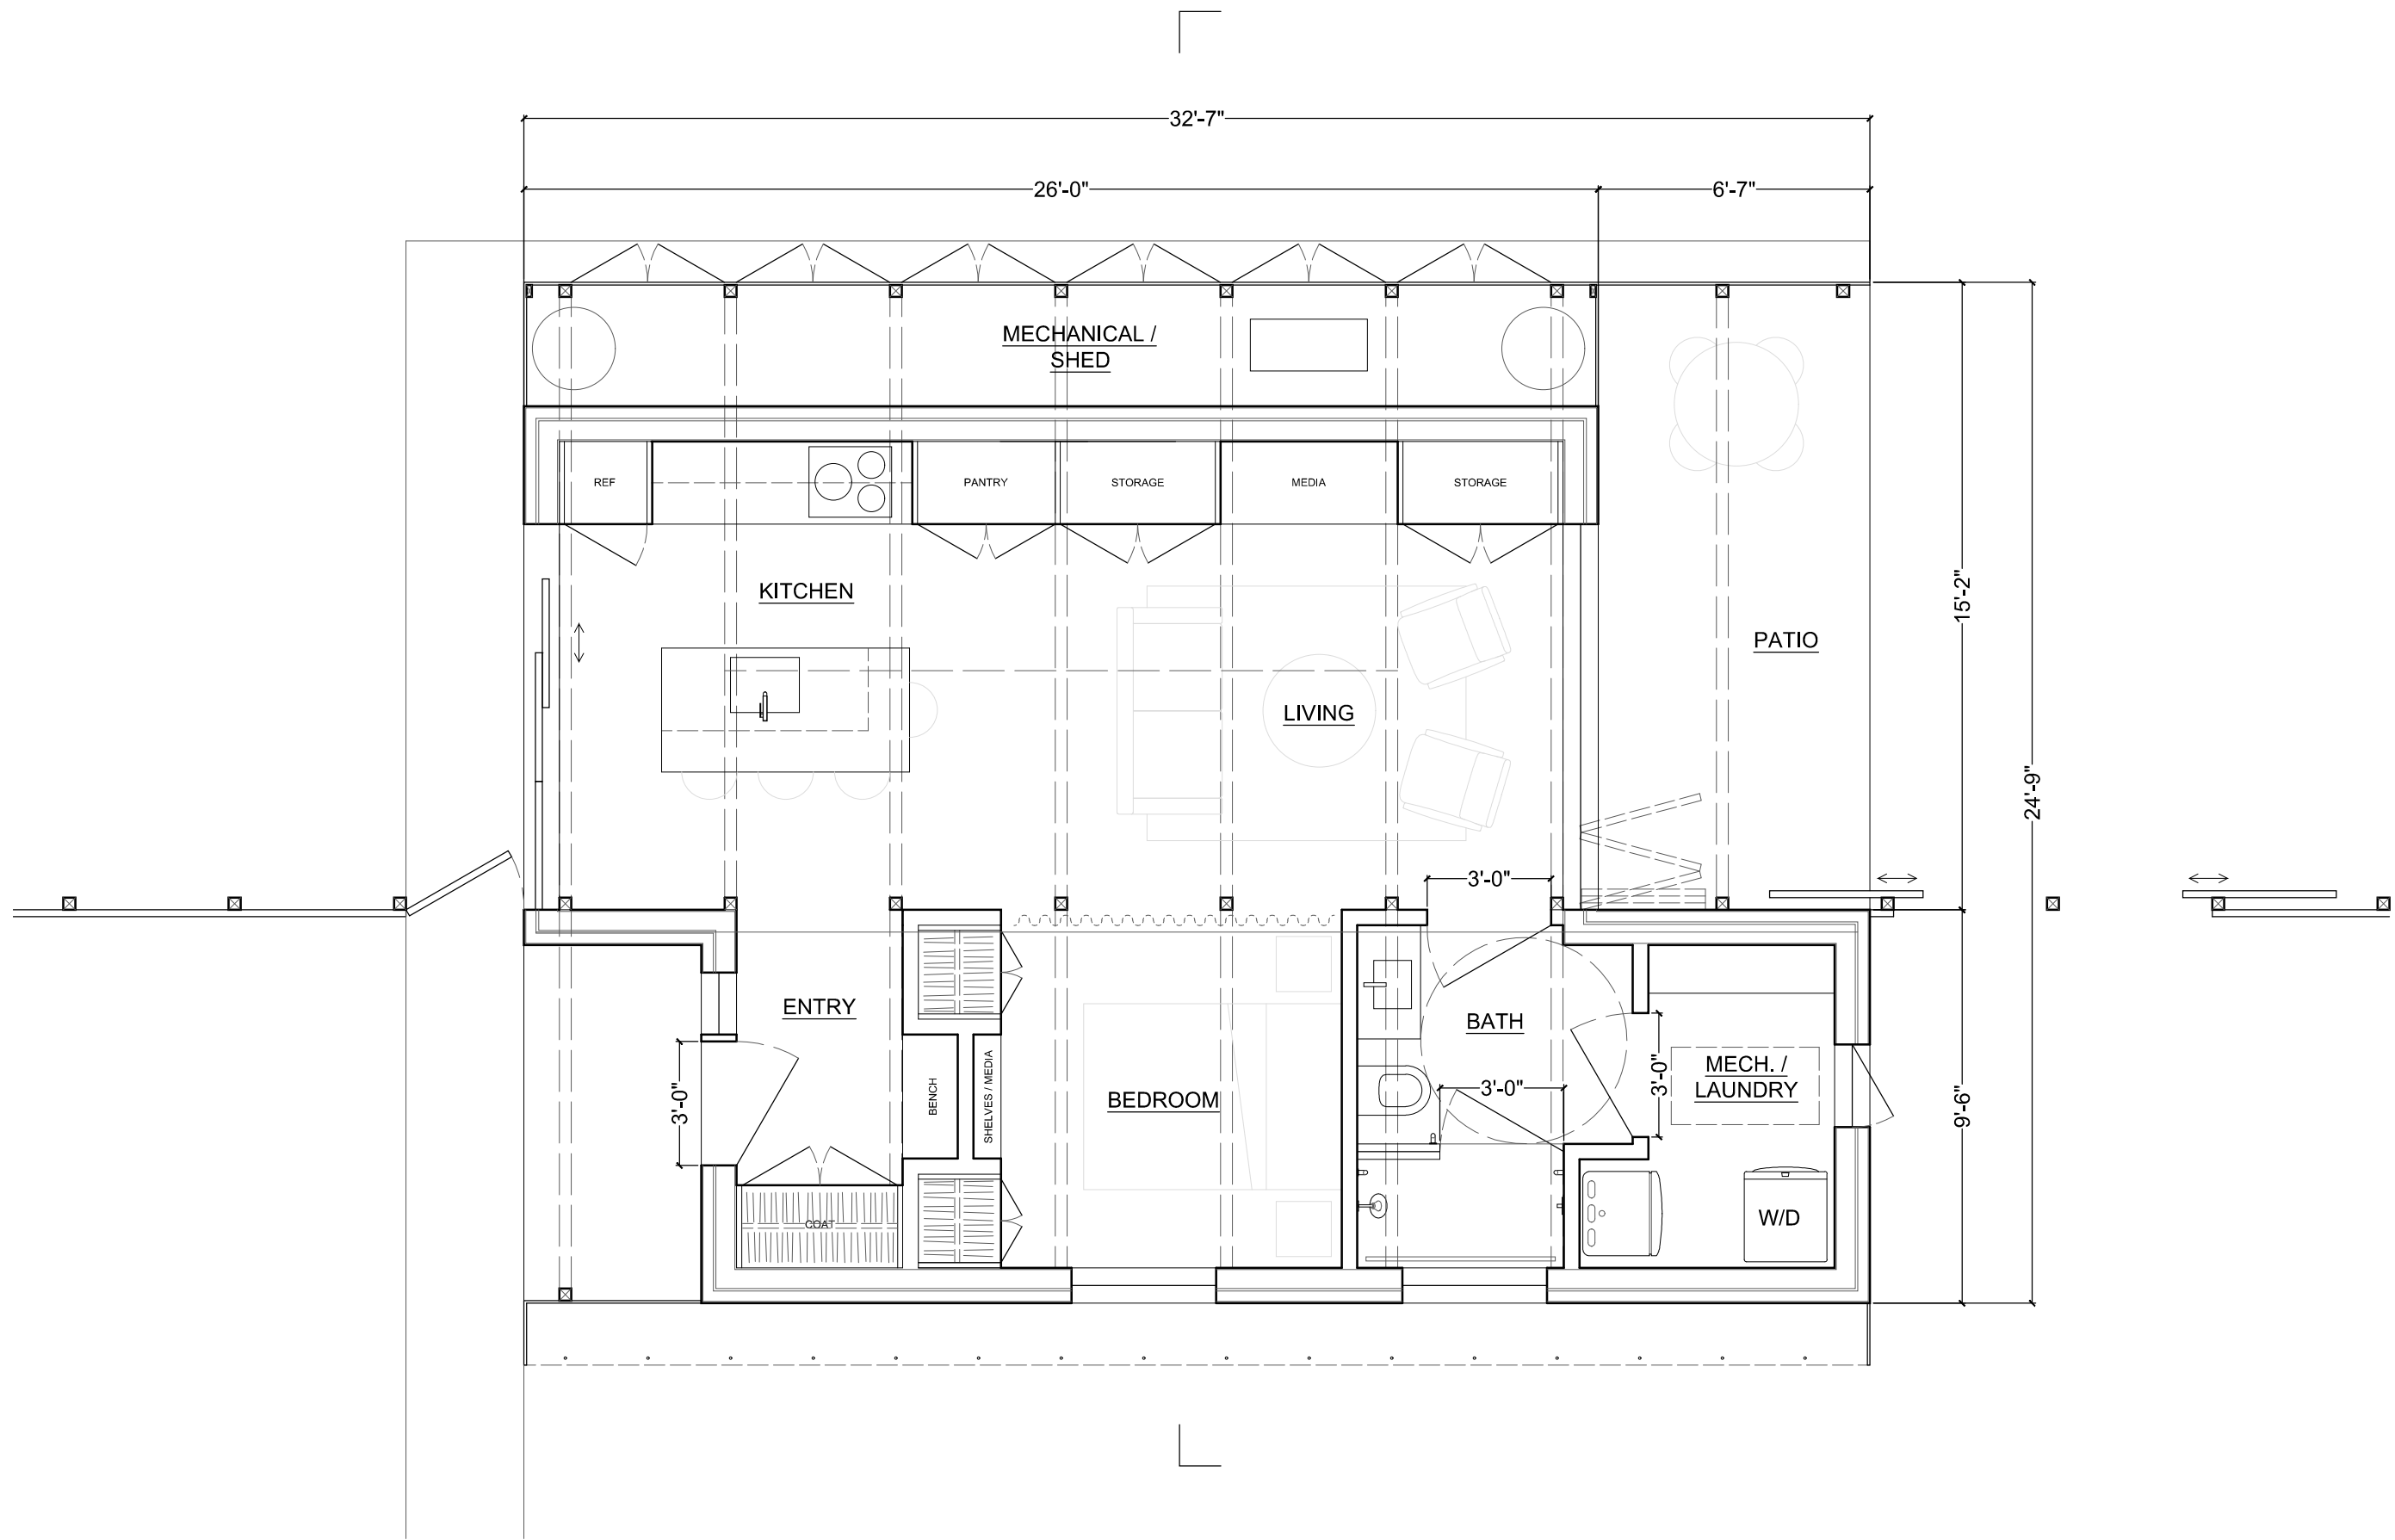 32'-7"
26'-0"
6'-7"
MECHANICAL /
SHED
REF
PANTRY
STORAGE
MEDIA
STORAGE
KITCHEN
15'-2"
PATIO
LIVING
24'-9"
3'-0"
ENTRY
BATH
MECH. /
LAUNDRY
3'-0"
3'-0"
3'-0"
BENCH
SHELVES / MEDIA
BEDROOM
9'-6"
COAT
W/D